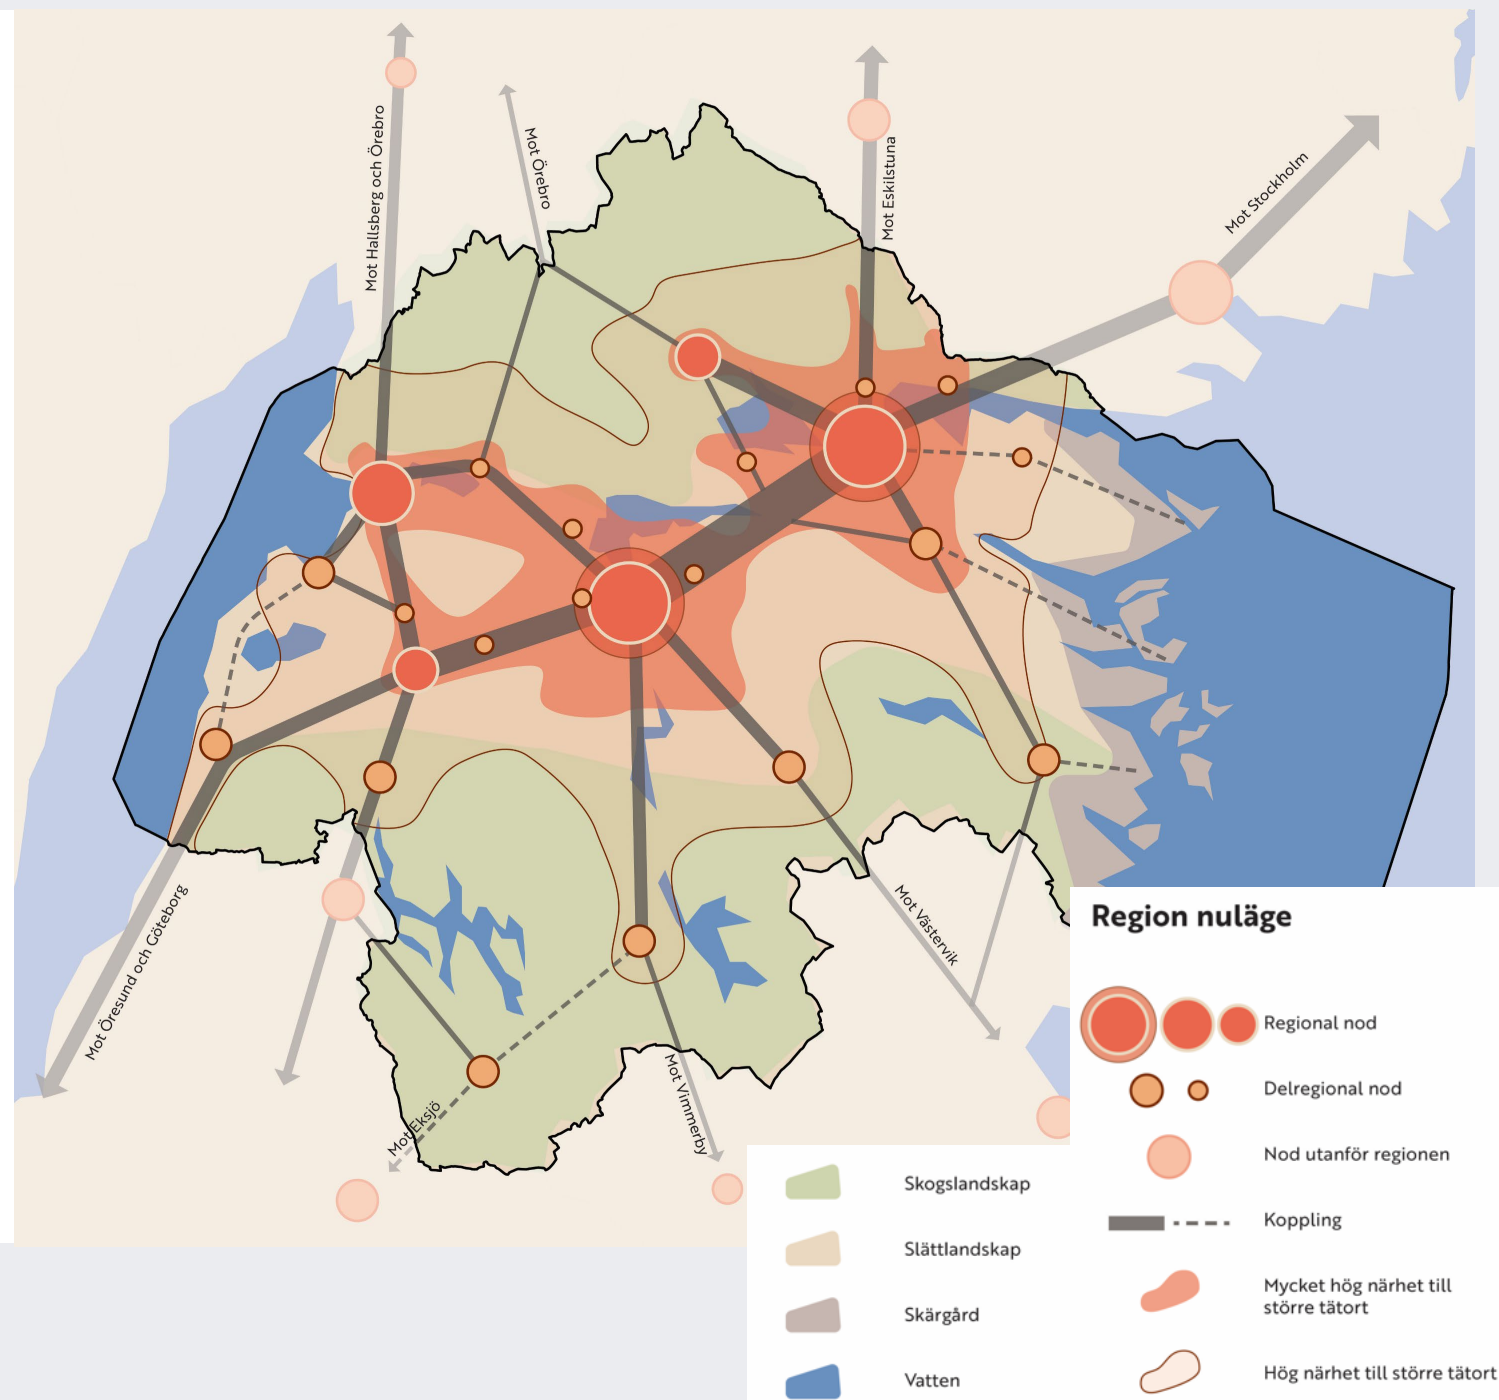 Mot Hallsberg och Örebro
Mot Örebro
Mot Eskilstuna
Mot Stockholm
Mot Öresund och Göteborg
Mot Västervik
Mot Eksjö
Mot Vimmerby
Region nuläge
Regional nod
Delregional nod
Nod utanför regionen
Koppling
Mycket hög närhet till
större tätort
Hög närhet till större tätort
Skogslandskap
Slättlandskap
Skärgård
Vatten